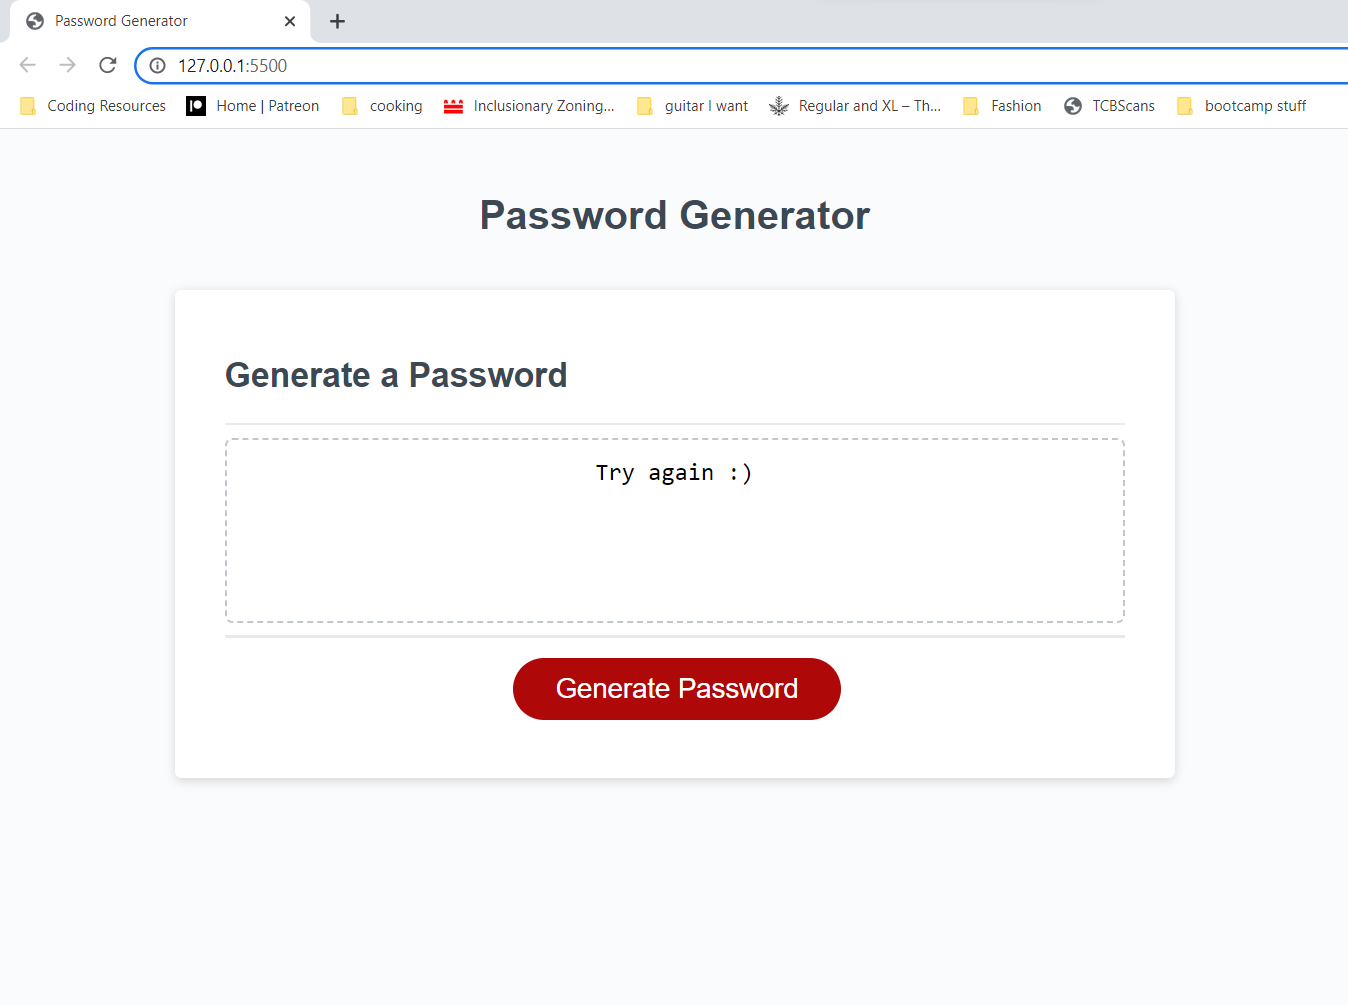 Password Generator
127.0.0.1:5500
Coding Resources Home | Patreon cooking Inclusionary Zoning... guitar I want Regular and XL – Th... Fashion TCBScans bootcamp stuff
Password Generator
Generate a Password
Try again :)
Generate Password